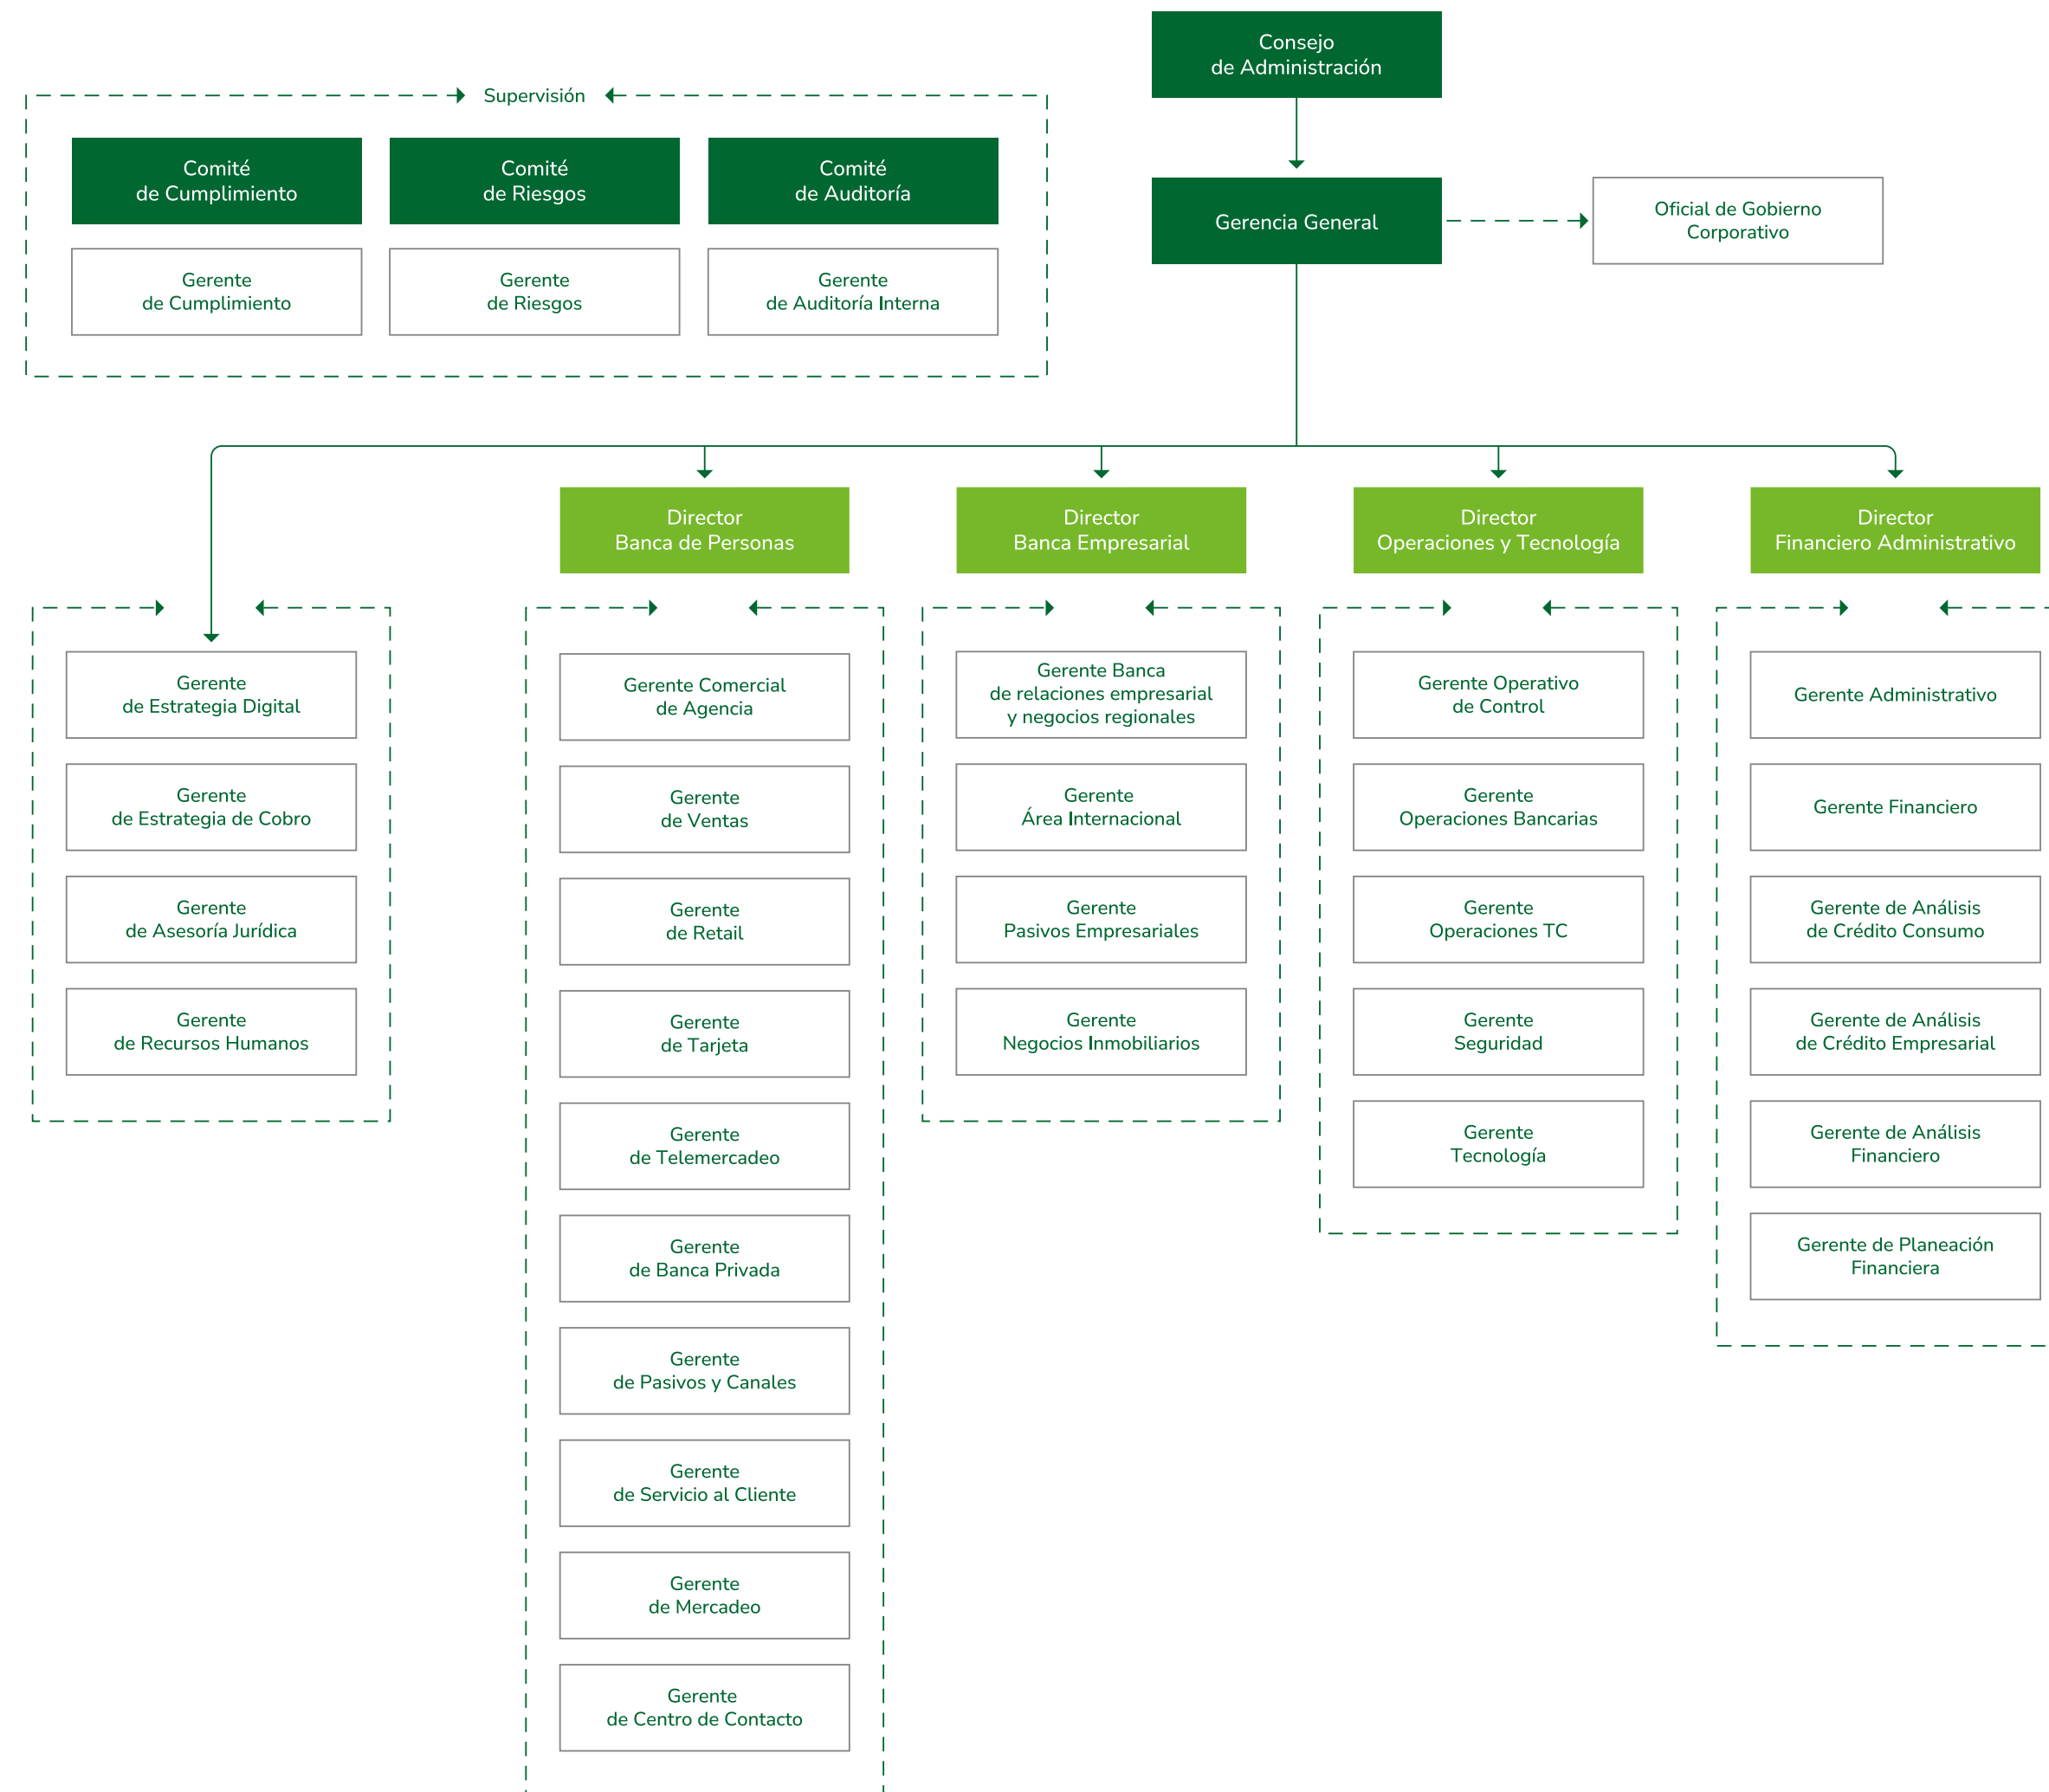 Consejo
de Administración
Supervisión
Comité
de Cumplimiento
Comité
de Riesgos
Comité
de Auditoría
Gerencia General
Oficial de Gobierno
Corporativo
Gerente
de Cumplimiento
Gerente
de Riesgos
Gerente
de Auditoría Interna
Director
Banca de Personas
Director
Banca Empresarial
Director
Operaciones y Tecnología
Director
Financiero Administrativo
Gerente
de Estrategia Digital
Gerente
de Estrategia de Cobro
Gerente
de Asesoría Jurídica
Gerente
de Recursos Humanos
Gerente Comercial
de Agencia
Gerente
de Ventas
Gerente
de Retail
Gerente
de Tarjeta
Gerente
de Telemercadeo
Gerente
de Banca Privada
Gerente
de Pasivos y Canales
Gerente
de Servicio al Cliente
Gerente
de Mercadeo
Gerente
de Centro de Contacto
Gerente Banca
de relaciones empresarial
y negocios regionales
Gerente
Área Internacional
Gerente
Pasivos Empresariales
Gerente
Negocios Inmobiliarios
Gerente Operativo
de Control
Gerente
Operaciones Bancarias
Gerente
Operaciones TC
Gerente
Seguridad
Gerente
Tecnología
Gerente Administrativo
Gerente Financiero
Gerente de Análisis
de Crédito Consumo
Gerente de Análisis
de Crédito Empresarial
Gerente de Análisis
Financiero
Gerente de Planeación
Financiera